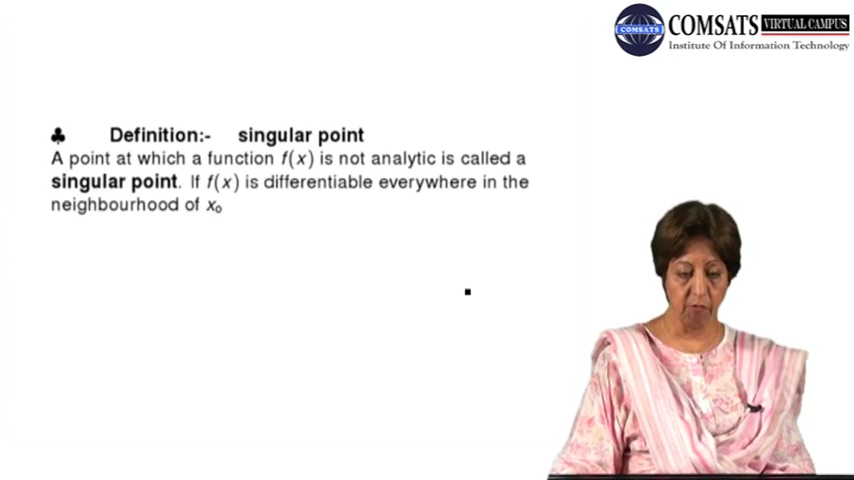 COMSATS VIRTUAL CAMPUS
Institute Of Information Technology
COMSATS
♣ Definition:- singular point
A point at which a function f(x) is not analytic is called a
singular point. If f(x) is differentiable everywhere in the
neighbourhood of x₀